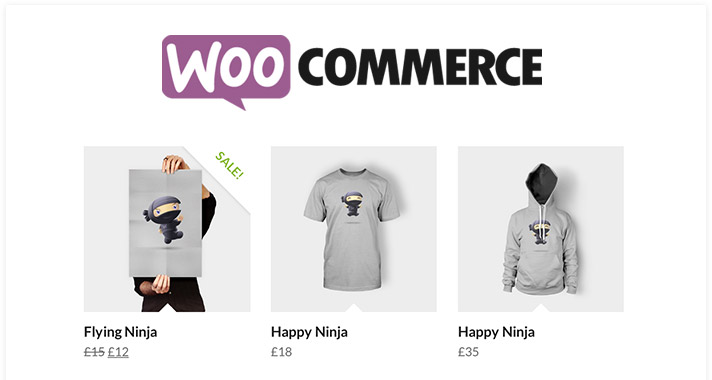 WOO COMMERCE
SALE!
Flying Ninja
Happy Ninja
Happy Ninja
£15 £12
£18
£35